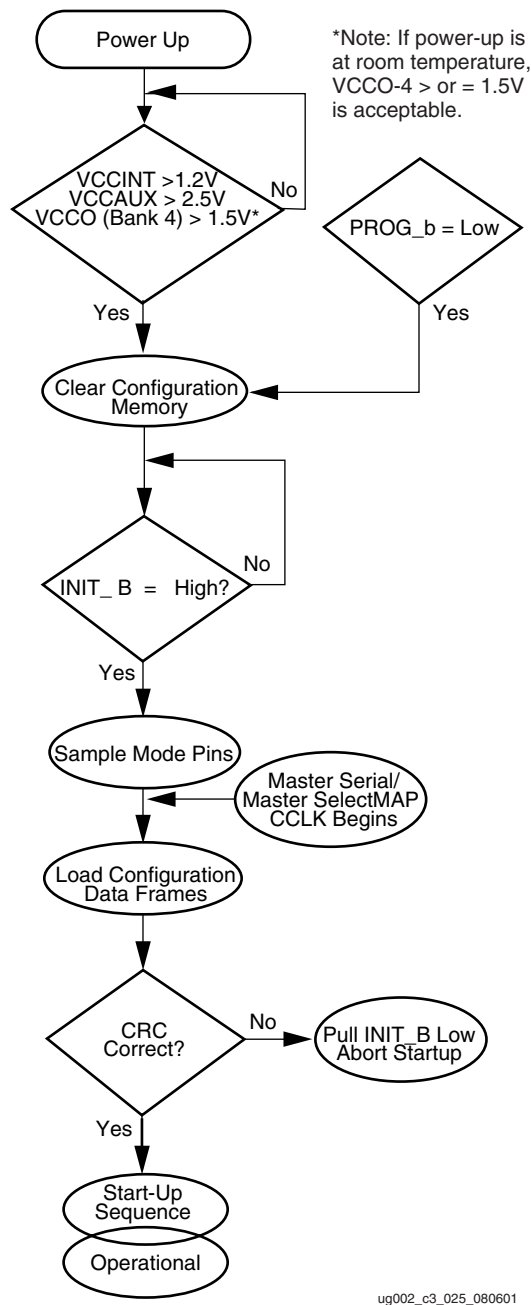 Power Up
*Note: If power-up is
at room temperature,
VCCO-4 > or = 1.5V
is acceptable.
VCCINT >1.2V
VCCAUX > 2.5V
VCCO (Bank 4) > 1.5V*
No
PROG_b = Low
Yes
Yes
Clear Configuration
Memory
No
INIT_ B = High?
Yes
Sample Mode Pins
Master Serial/
Master SelectMAP
CCLK Begins
Load Configuration
Data Frames
CRC
Correct?
No
Pull INIT_B Low
Abort Startup
Yes
Start-Up
Sequence
Operational
ug002_c3_025_080601